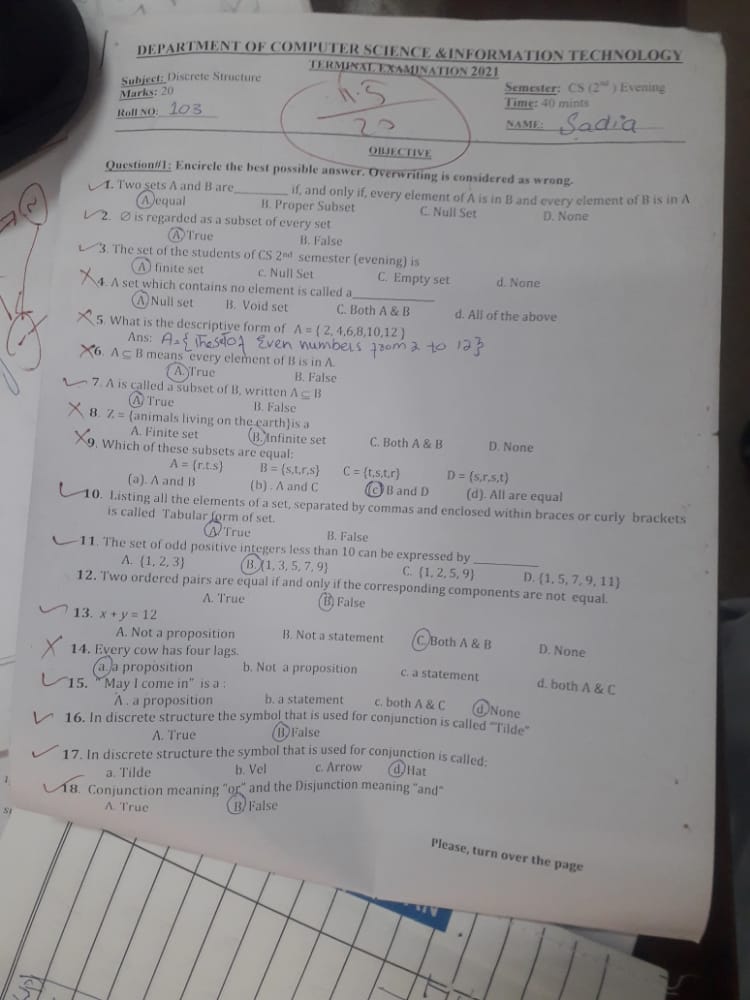 DEPARTMENT OF COMPUTER SCIENCE &INFORMATION TECHNOLOGY
TERMINAL EXAMINATION 2021
Subject: Discrete Structure
Semester: CS (2nd ) Evening
Marks: 20
Time: 40 mints
Roll NO: 103
NAME: Sadia
11.5
20
OBJECTIVE
Question#1: Encircle the best possible answer. Overwriting is considered as wrong.
1. Two sets A and B are________ if, and only if, every element of A is in B and every element of B is in A
A) equal B. Proper Subset C. Null Set D. None
2. ∅ is regarded as a subset of every set
A) True B. False
3. The set of the students of CS 2nd semester (evening) is
A) finite set c. Null Set C. Empty set d. None
4. A set which contains no element is called a____________
A) Null set B. Void set C. Both A & B d. All of the above
5. What is the descriptive form of A = { 2, 4,6,8,10,12 }
Ans: A={ The set of Even numbers from 2 to 12}
6. A ⊆ B means every element of B is in A.
A. True B. False
7. A is called a subset of B, written A ⊆ B
A) True B. False
8. Z = {animals living on the earth}is a
A. Finite set B. Infinite set C. Both A & B D. None
9. Which of these subsets are equal:
A = {r.t.s} B = {s,t,r,s} C = {t,s,t,r} D = {s,r,s,t}
(a). A and B (b) . A and C (c) B and D (d). All are equal
10. Listing all the elements of a set, separated by commas and enclosed within braces or curly brackets
is called Tabular form of set.
A) True B. False
11. The set of odd positive integers less than 10 can be expressed by __________
A. {1, 2, 3} B. {1, 3, 5, 7, 9} C. {1, 2, 5, 9} D. {1, 5, 7, 9, 11}
12. Two ordered pairs are equal if and only if the corresponding components are not equal.
A. True B) False
13. x + y = 12
A. Not a proposition B. Not a statement C. Both A & B D. None
14. Every cow has four lags.
a. a proposition b. Not a proposition c. a statement d. both A & C
15. " May I come in" is a :
A . a proposition b. a statement c. both A & C d. None
16. In discrete structure the symbol that is used for conjunction is called "Tilde"
A. True B. False
17. In discrete structure the symbol that is used for conjunction is called:
a. Tilde b. Vel c. Arrow d. Hat
18. Conjunction meaning "or" and the Disjunction meaning "and"
A. True B) False
Please, turn over the page